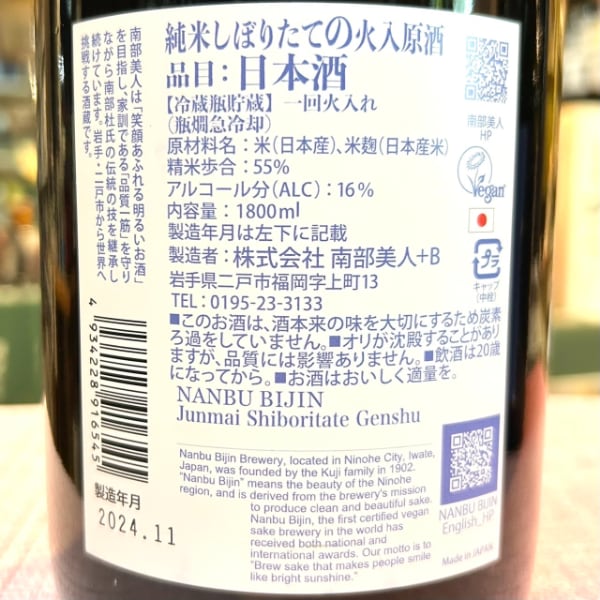 純米しぼりたての火入原酒
品目：日本酒
【冷蔵瓶貯蔵】一回火入れ
（瓶燗急冷却）
原材料名：米（日本産）、米麹（日本産米）
精米歩合：55%
アルコール分（ALC）：16%
内容量：1800ml
製造年月は左下に記載
製造者：株式会社 南部美人+B
岩手県二戸市福岡字上町13
TEL：0195-23-3133
■このお酒は、酒本来の味を大切にするため炭素
ろ過をしていません。■オリが沈殿することがあり
ますが、品質には影響ありません。■飲酒は20歳
になってから。■お酒はおいしく適量を。
NANBU BIJIN
Junmai Shiboritate Genshu
Nanbu Bijin Brewery, located in Ninohe City, Iwate,
Japan, was founded by the Kuji family in 1902.
"Nanbu Bijin" means the beauty of the Ninohe
region, and is derived from the brewery's mission
to produce clean and beautiful sake.
Nanbu Bijin, the first certified vegan
sake brewery in the world has
received both national and
international awards. Our motto is to
"Brew sake that makes people smile
like bright sunshine."
南部美人は「笑顔あふれる明るいお酒」
を目指し、家訓である「品質一筋」を守り
ながら南部杜氏の伝統の技を継承し
続けています。岩手・二戸市から世界へ
挑戦する酒蔵です。
4 934228 916545
製造年月
2024.11
南部美人
HP
Vegan
プラ
キャップ
（中栓）
NANBU BIJIN
English_HP
Made in JAPAN